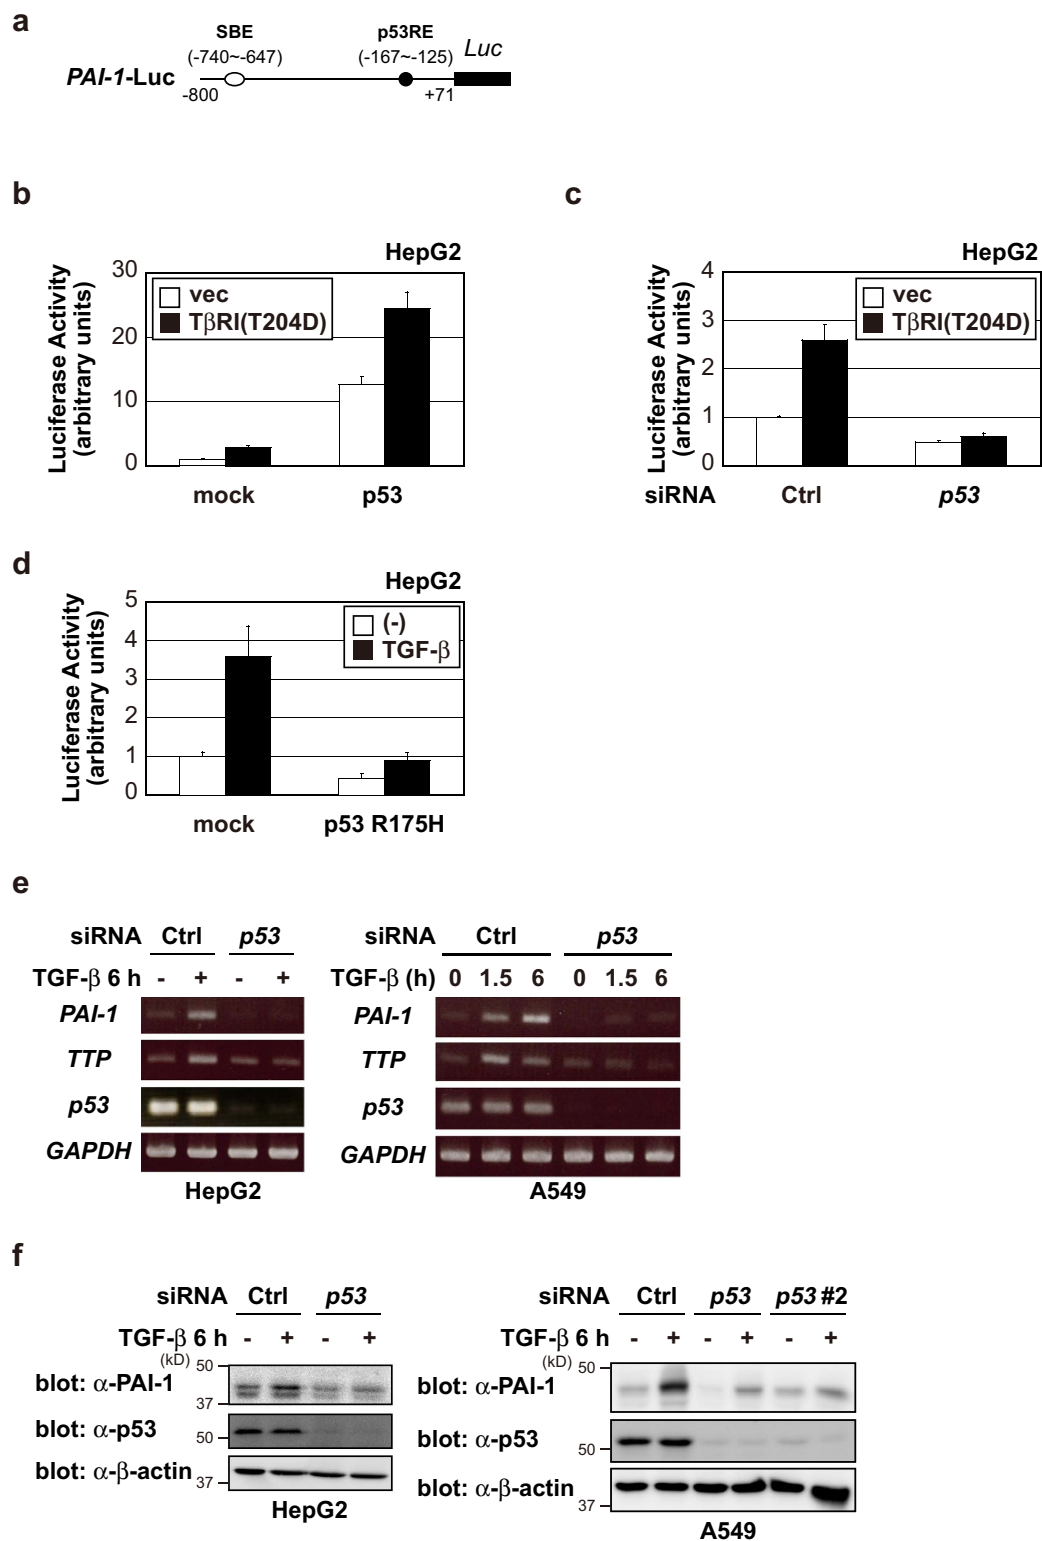 a
SBE p53RE
(-740~-647) (-167~-125) Luc
PAI-1-Luc
-800 +71
b
HepG2
Luciferase Activity
(arbitrary units)
30
20
10
0
vec
TβRI(T204D)
mock p53
c
HepG2
Luciferase Activity
(arbitrary units)
4
3
2
1
0
vec
TβRI(T204D)
siRNA Ctrl p53
d
HepG2
Luciferase Activity
(arbitrary units)
5
4
3
2
1
0
(-)
TGF-β
mock p53 R175H
e
siRNA Ctrl p53
TGF-β 6 h - + - +
PAI-1
TTP
p53
GAPDH
HepG2
siRNA Ctrl p53
TGF-β (h) 0 1.5 6 0 1.5 6
PAI-1
TTP
p53
GAPDH
A549
f
siRNA Ctrl p53
TGF-β 6 h - + - +
(kD) 50
blot: α-PAI-1
37
blot: α-p53
50
blot: α-β-actin
37
HepG2
siRNA Ctrl p53 p53 #2
TGF-β 6 h - + - + - +
(kD) 50
blot: α-PAI-1
blot: α-p53
50
blot: α-β-actin
37
A549